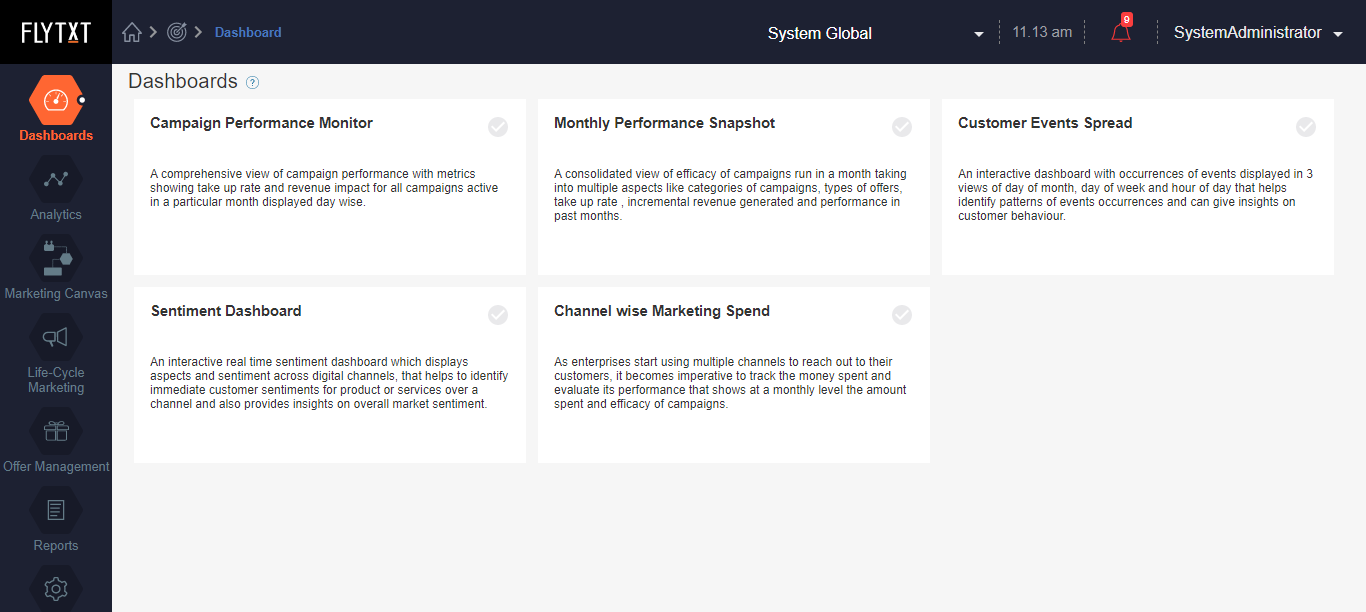 FLYTXT
Dashboard
System Global
11.13 am
9
SystemAdministrator
Dashboards
Analytics
Marketing Canvas
Life-Cycle
Marketing
Offer Management
Reports
Dashboards ?
Campaign Performance Monitor
A comprehensive view of campaign performance with metrics
showing take up rate and revenue impact for all campaigns active
in a particular month displayed day wise.
Monthly Performance Snapshot
A consolidated view of efficacy of campaigns run in a month taking
into multiple aspects like categories of campaigns, types of offers,
take up rate , incremental revenue generated and performance in
past months.
Customer Events Spread
An interactive dashboard with occurrences of events displayed in 3
views of day of month, day of week and hour of day that helps
identify patterns of events occurrences and can give insights on
customer behaviour.
Sentiment Dashboard
An interactive real time sentiment dashboard which displays
aspects and sentiment across digital channels, that helps to identify
immediate customer sentiments for product or services over a
channel and also provides insights on overall market sentiment.
Channel wise Marketing Spend
As enterprises start using multiple channels to reach out to their
customers, it becomes imperative to track the money spent and
evaluate its performance that shows at a monthly level the amount
spent and efficacy of campaigns.